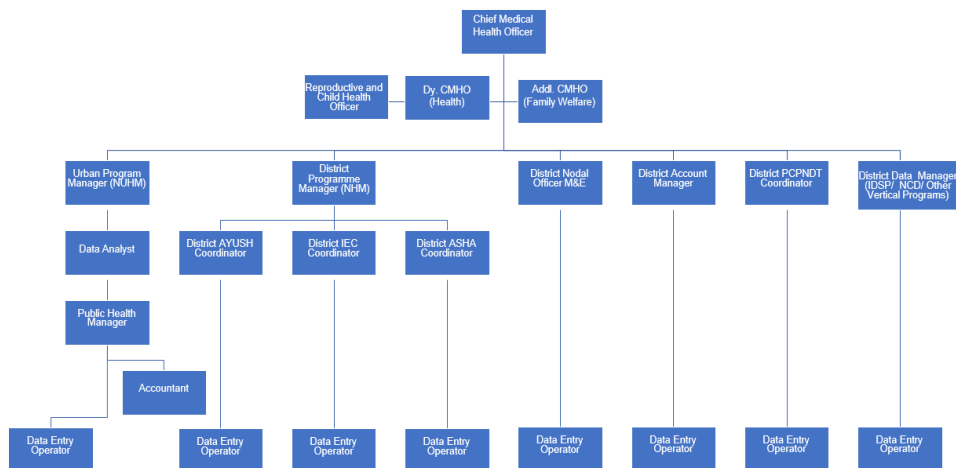 Chief Medical
Health Officer
Reproductive and
Child Health
Officer
Dy. CMHO
(Health)
Addl. CMHO
(Family Welfare)
Urban Program
Manager (NUHM)
District
Programme
Manager (NHM)
District Nodal
Officer M&E
District Account
Manager
District PCPNDT
Coordinator
District Data Manager
(IDSP/ NCD/ Other
Vertical Programs)
Data Analyst
District AYUSH
Coordinator
District IEC
Coordinator
District ASHA
Coordinator
Public Health
Manager
Accountant
Data Entry
Operator
Data Entry
Operator
Data Entry
Operator
Data Entry
Operator
Data Entry
Operator
Data Entry
Operator
Data Entry
Operator
Data Entry
Operator